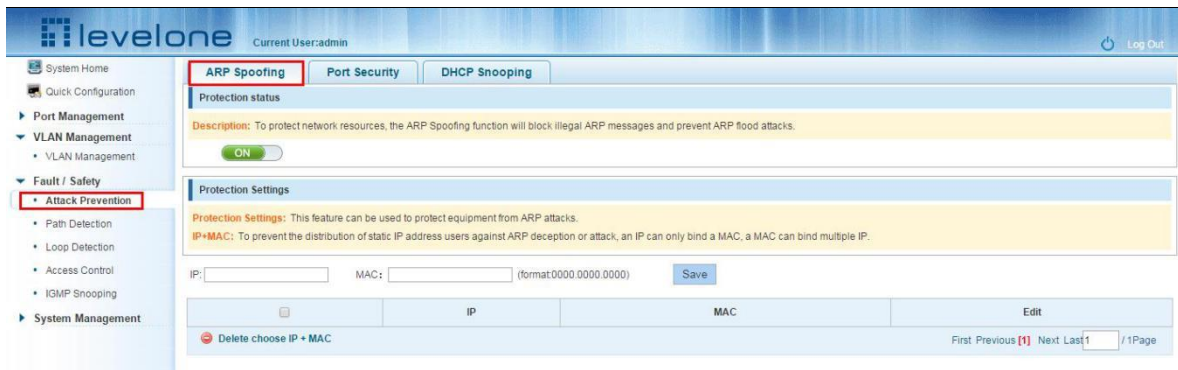 levelone Current User:admin Log Out
System Home
Quick Configuration
Port Management
VLAN Management
VLAN Management
Fault / Safety
Attack Prevention
Path Detection
Loop Detection
Access Control
IGMP Snooping
System Management
ARP Spoofing Port Security DHCP Snooping
Protection status
Description: To protect network resources, the ARP Spoofing function will block illegal ARP messages and prevent ARP flood attacks.
ON
Protection Settings
Protection Settings: This feature can be used to protect equipment from ARP attacks.
IP+MAC: To prevent the distribution of static IP address users against ARP deception or attack, an IP can only bind a MAC, a MAC can bind multiple IP.
IP: MAC: (format:0000.0000.0000) Save
IP MAC Edit
Delete choose IP + MAC First Previous [1] Next Last 1 / 1Page